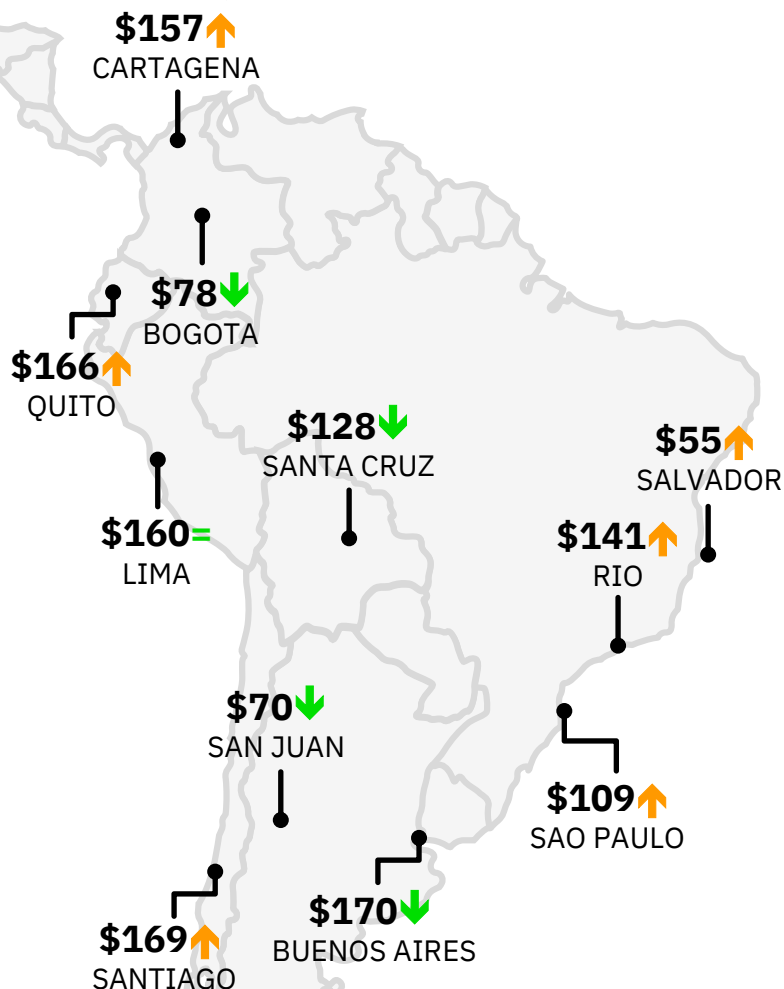 $157↑
CARTAGENA
$78↓
BOGOTA
$166↑
QUITO
$128↓
SANTA CRUZ
$55↑
SALVADOR
$160=
LIMA
$141↑
RIO
$70↓
SAN JUAN
$109↑
SAO PAULO
$170↓
BUENOS AIRES
$169↑
SANTIAGO